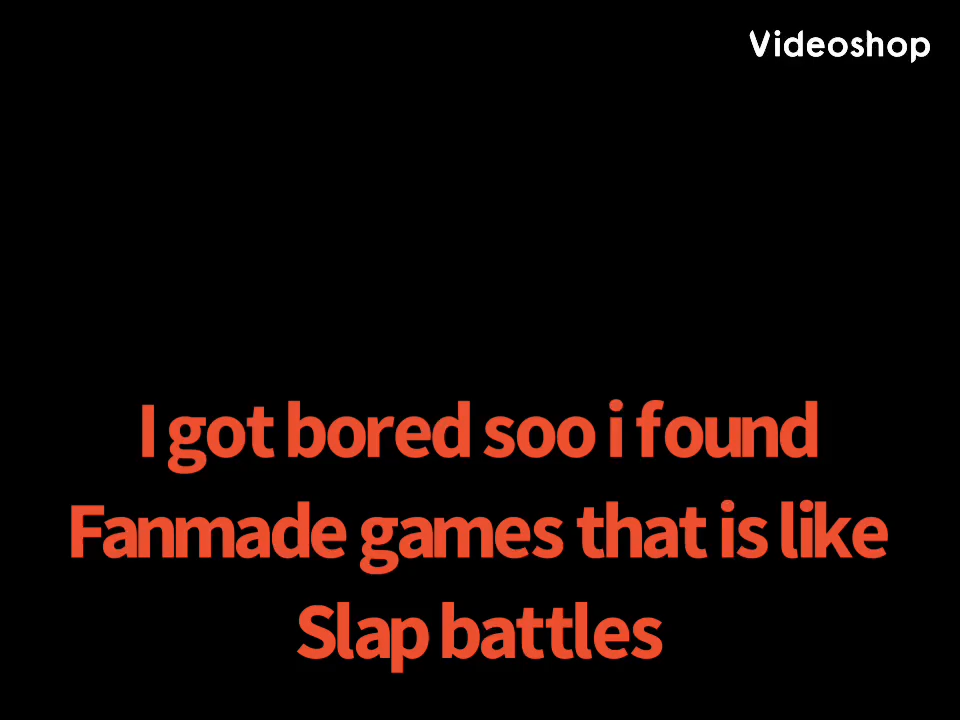 Videoshop
I got bored soo i found
Fanmade games that is like
Slap battles